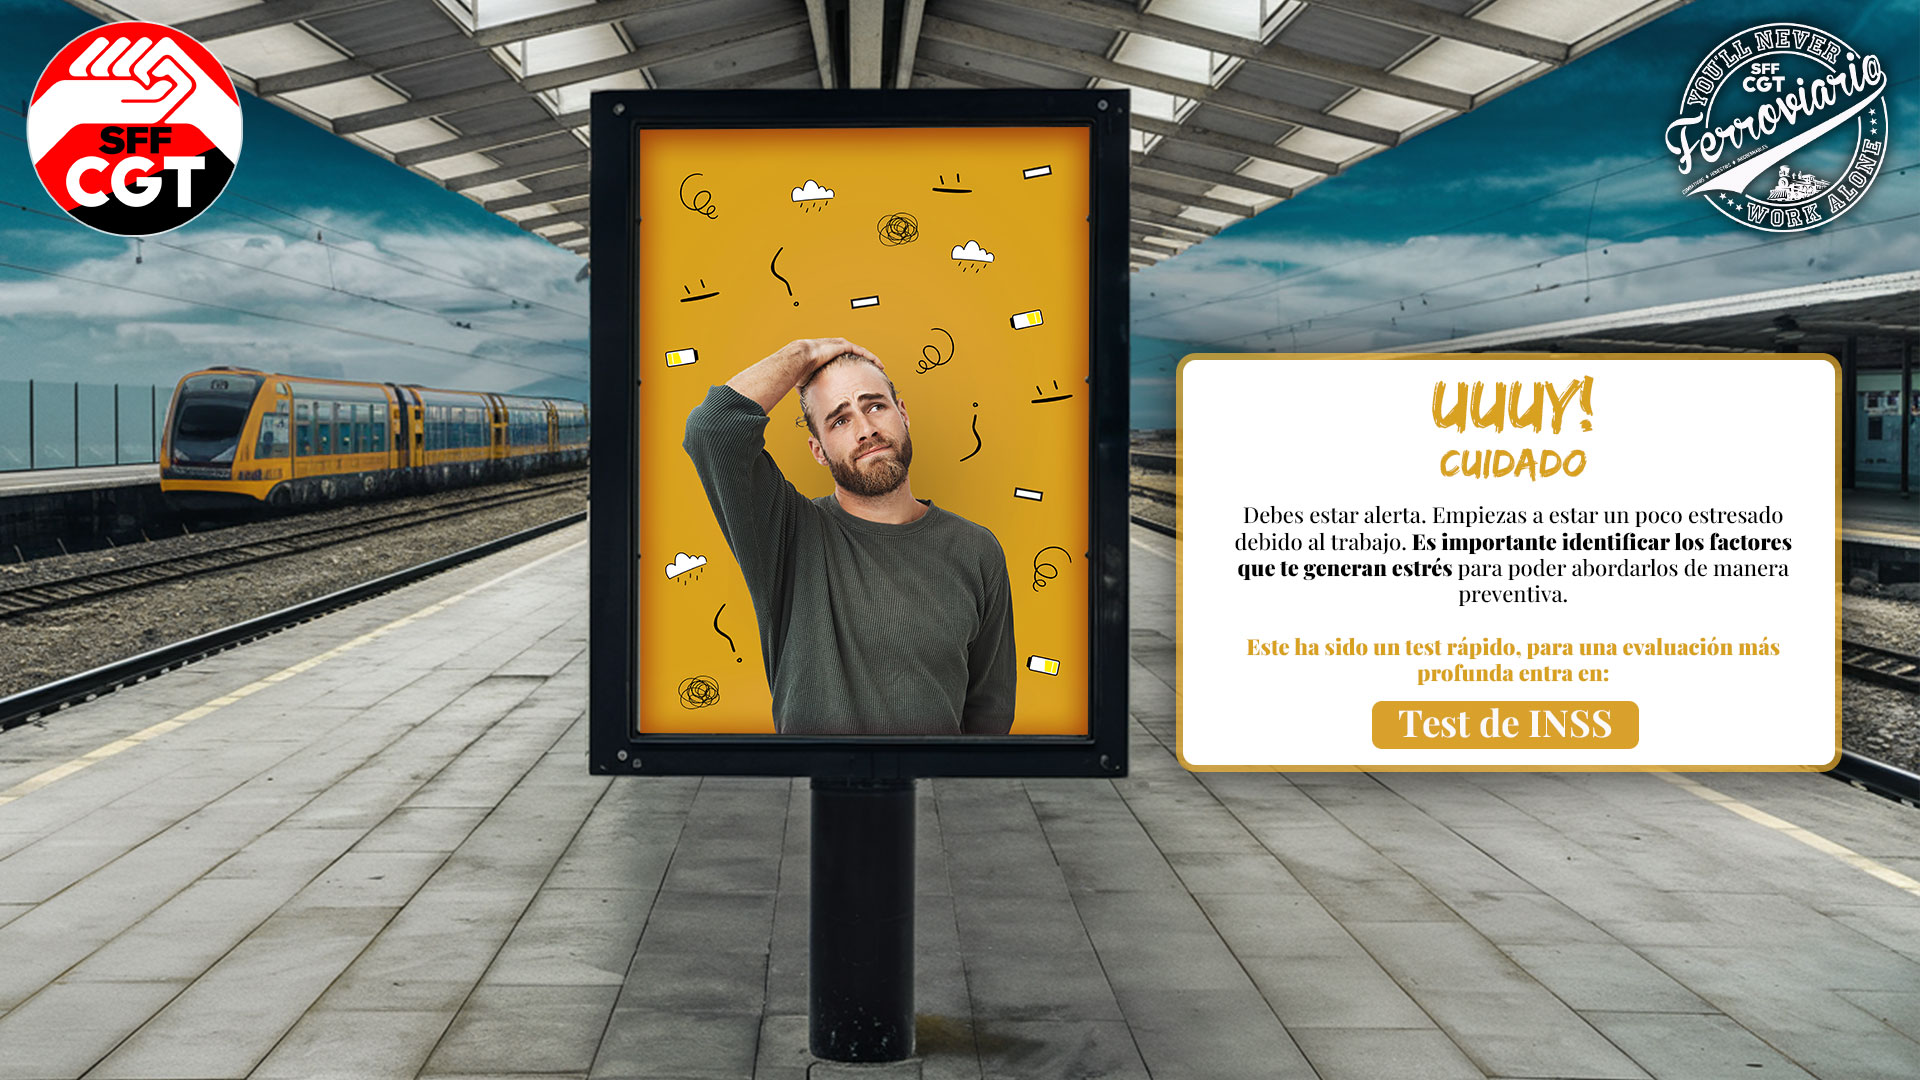 SFF
CGT
YOU'LL NEVER
SFF
CGT
Ferroviario
WORK ALONE
UUUY!
CUIDADO
Debes estar alerta. Empiezas a estar un poco estresado
debido al trabajo. Es importante identificar los factores
que te generan estrés para poder abordarlos de manera
preventiva.
Este ha sido un test rápido, para una evaluación más
profunda entra en:
Test de INSS